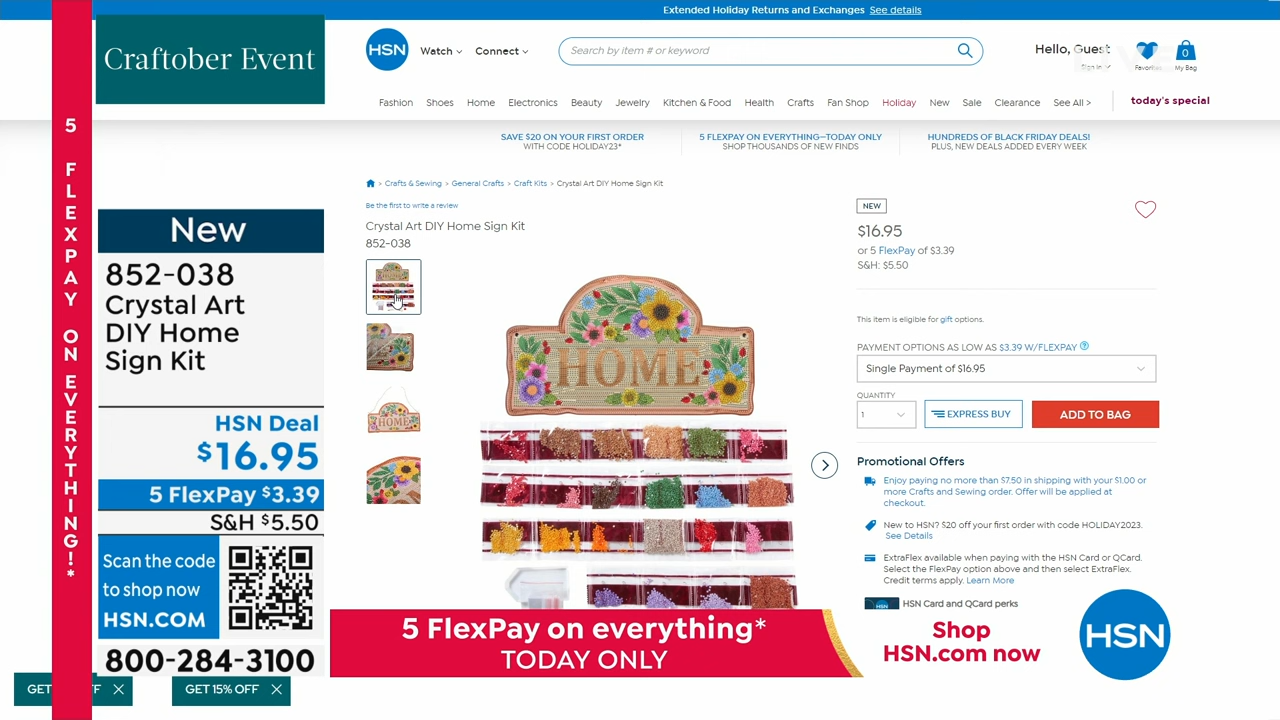 Extended Holiday Returns and Exchanges See details
Craftober Event
HSN
Watch
Connect
Search by item # or keyword
Hello, Guest
Sign In
Favorites
0
My Bag
Fashion Shoes Home Electronics Beauty Jewelry Kitchen & Food Health Crafts Fan Shop Holiday New Sale Clearance See All >
today's special
5 FLEXPAY ON EVERYTHING!*
SAVE $20 ON YOUR FIRST ORDER
WITH CODE HOLIDAY23*
5 FLEXPAY ON EVERYTHING—TODAY ONLY
SHOP THOUSANDS OF NEW FINDS
HUNDREDS OF BLACK FRIDAY DEALS!
PLUS, NEW DEALS ADDED EVERY WEEK
> Crafts & Sewing > General Crafts > Craft Kits > Crystal Art DIY Home Sign Kit
Be the first to write a review
Crystal Art DIY Home Sign Kit
852-038
HOME
NEW
$16.95
or 5 FlexPay of $3.39
S&H: $5.50
This item is eligible for gift options.
PAYMENT OPTIONS AS LOW AS $3.39 W/FLEXPAY
Single Payment of $16.95
QUANTITY
1
EXPRESS BUY
ADD TO BAG
Promotional Offers
Enjoy paying no more than $7.50 in shipping with your $1.00 or
more Crafts and Sewing order. Offer will be applied at
checkout.
New to HSN? $20 off your first order with code HOLIDAY2023.
See Details
ExtraFlex available when paying with the HSN Card or QCard.
Select the FlexPay option above and then select ExtraFlex.
Credit terms apply. Learn More
HSN Card and QCard perks
New
852-038
Crystal Art
DIY Home
Sign Kit
HSN Deal
$16.95
5 FlexPay $3.39
S&H $5.50
Scan the code
to shop now
HSN.COM
800-284-3100
5 FlexPay on everything*
TODAY ONLY
Shop
HSN.com now
HSN
GET
GET 15% OFF